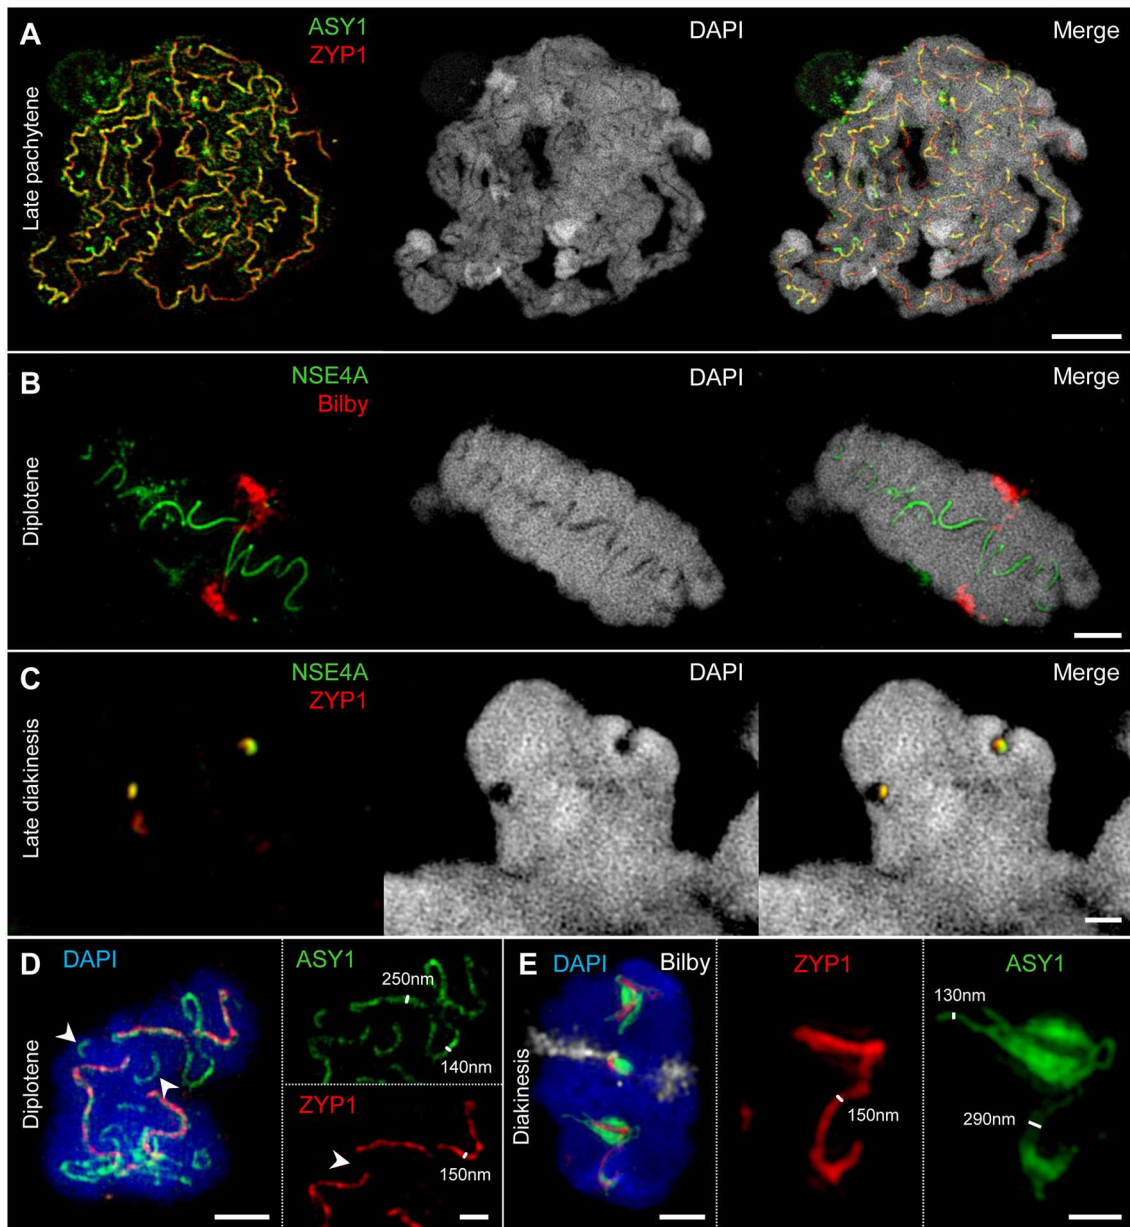 A
ASY1
ZYP1
DAPI
Merge
Late pachytene
B
NSE4A
Bilby
DAPI
Merge
Diplotene
C
NSE4A
ZYP1
DAPI
Merge
Late diakinesis
D
DAPI
Diplotene
ASY1
250nm
140nm
ZYP1
150nm
E
DAPI
Bilby
Diakinesis
ZYP1
150nm
ASY1
130nm
290nm